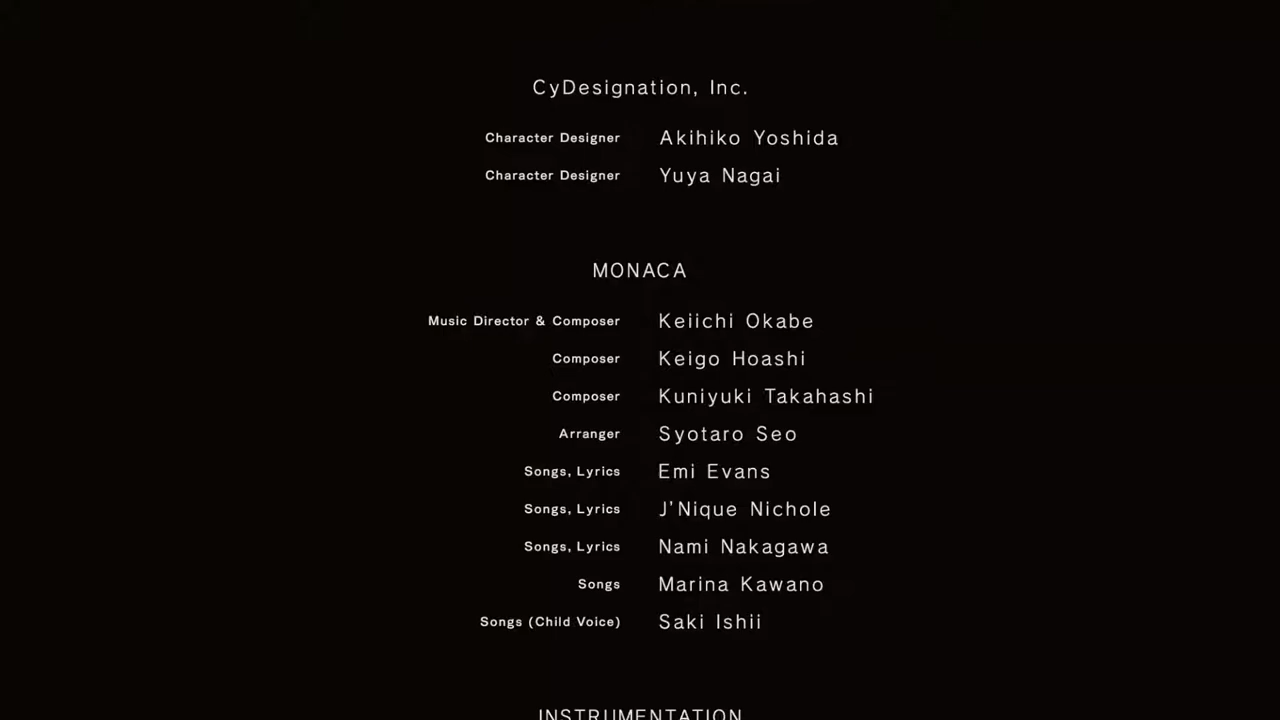 CyDesignation, Inc.
Character Designer Akihiko Yoshida
Character Designer Yuya Nagai
MONACA
Music Director & Composer Keiichi Okabe
Composer Keigo Hoashi
Composer Kuniyuki Takahashi
Arranger Syotaro Seo
Songs, Lyrics Emi Evans
Songs, Lyrics J'Nique Nichole
Songs, Lyrics Nami Nakagawa
Songs Marina Kawano
Songs (Child Voice) Saki Ishii
INSTRUMENTATION